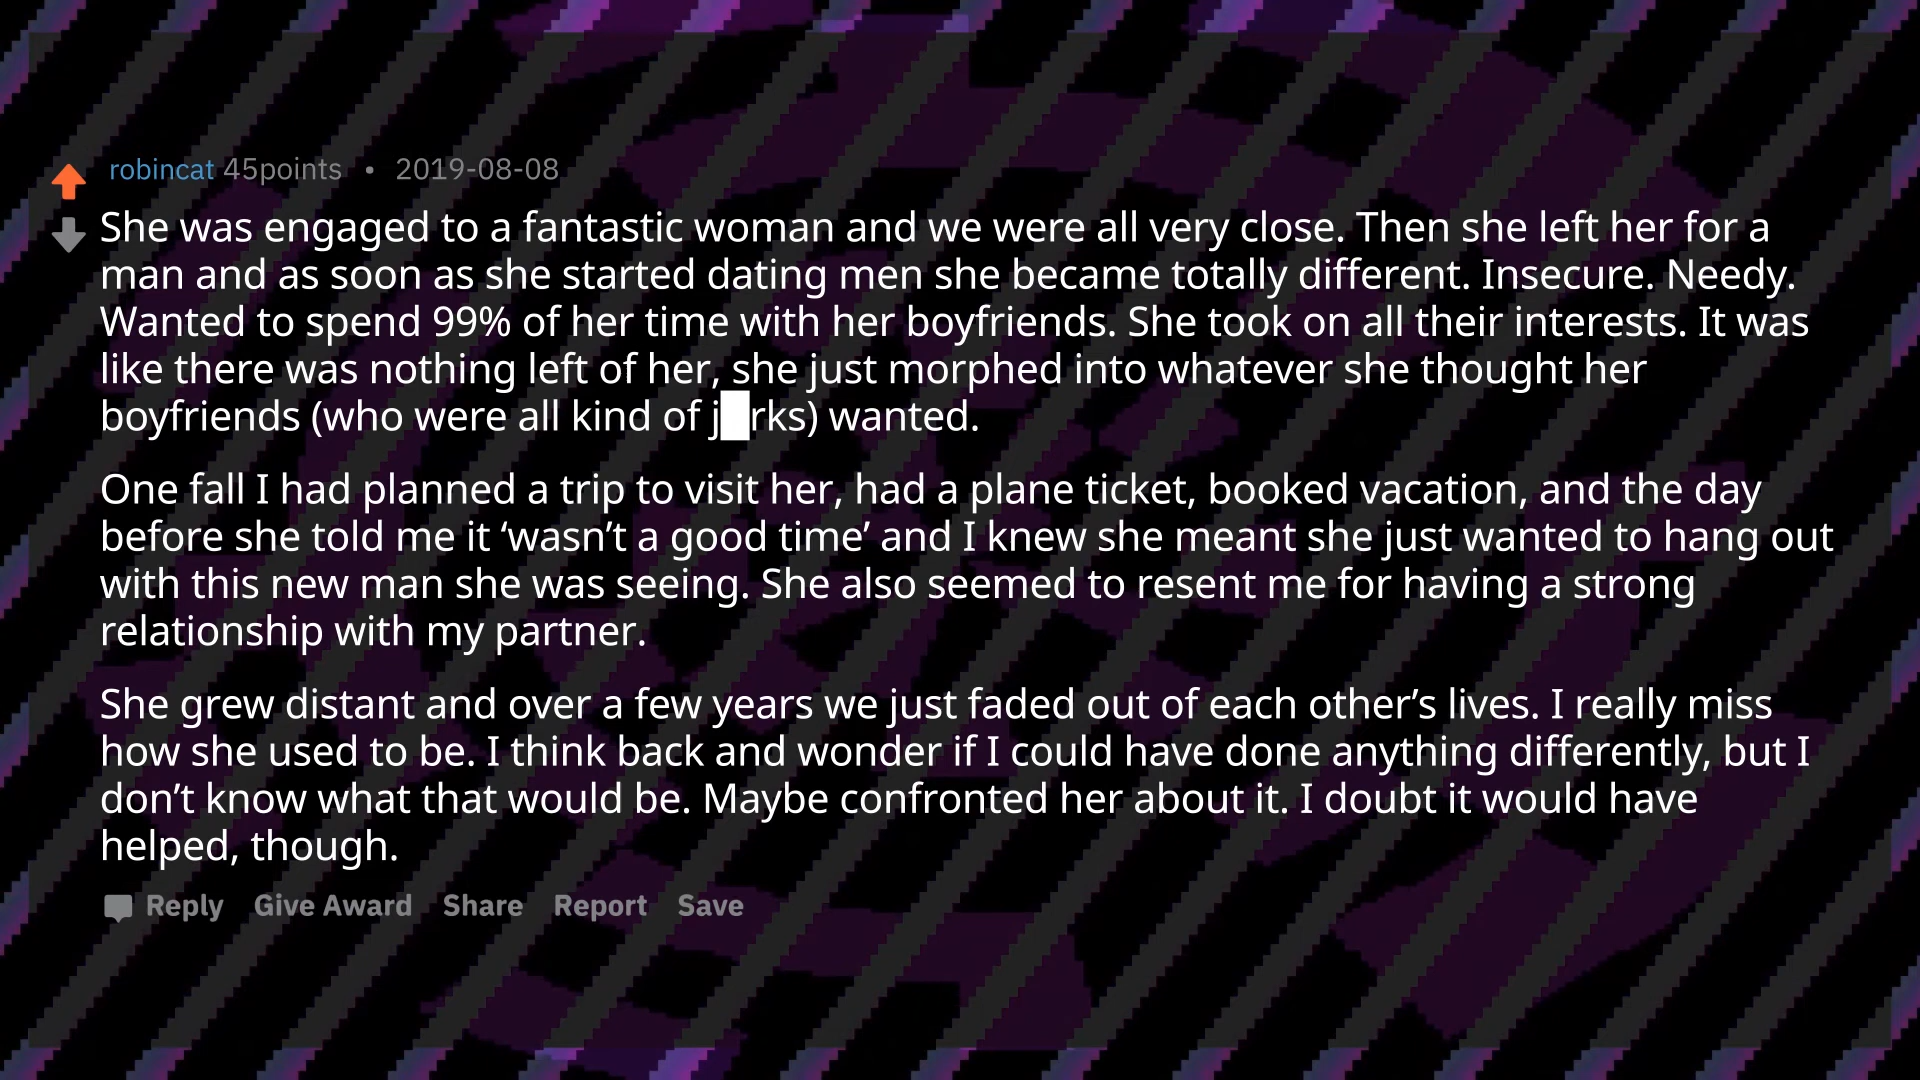 robincat 45points • 2019-08-08
She was engaged to a fantastic woman and we were all very close. Then she left her for a
man and as soon as she started dating men she became totally different. Insecure. Needy.
Wanted to spend 99% of her time with her boyfriends. She took on all their interests. It was
like there was nothing left of her, she just morphed into whatever she thought her
boyfriends (who were all kind of j█rks) wanted.
One fall I had planned a trip to visit her, had a plane ticket, booked vacation, and the day
before she told me it ‘wasn’t a good time’ and I knew she meant she just wanted to hang out
with this new man she was seeing. She also seemed to resent me for having a strong
relationship with my partner.
She grew distant and over a few years we just faded out of each other’s lives. I really miss
how she used to be. I think back and wonder if I could have done anything differently, but I
don’t know what that would be. Maybe confronted her about it. I doubt it would have
helped, though.
Reply Give Award Share Report Save